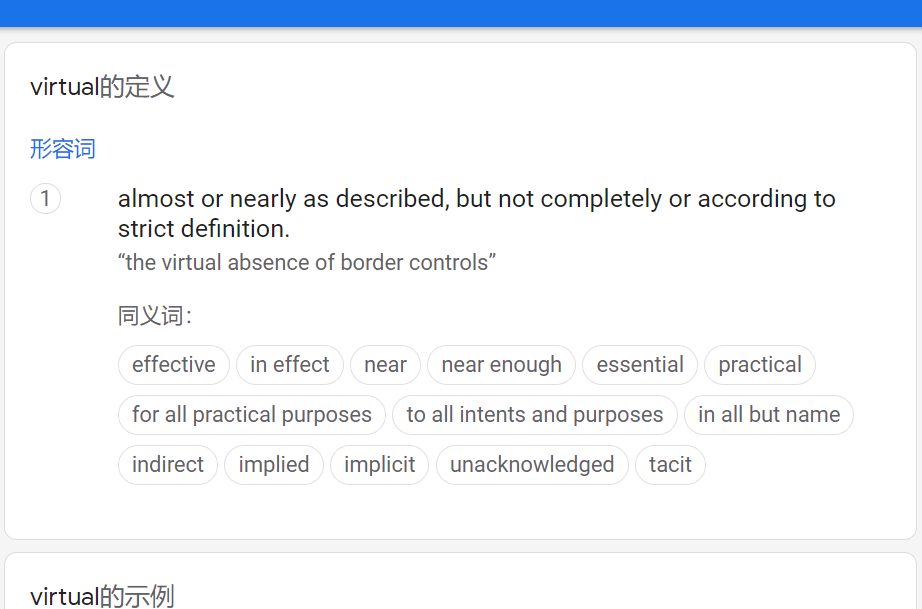 virtual的定义
形容词
1
almost or nearly as described, but not completely or according to
strict definition.
“the virtual absence of border controls”
同义词：
effective in effect near near enough essential practical
for all practical purposes to all intents and purposes in all but name
indirect implied implicit unacknowledged tacit
virtual的示例